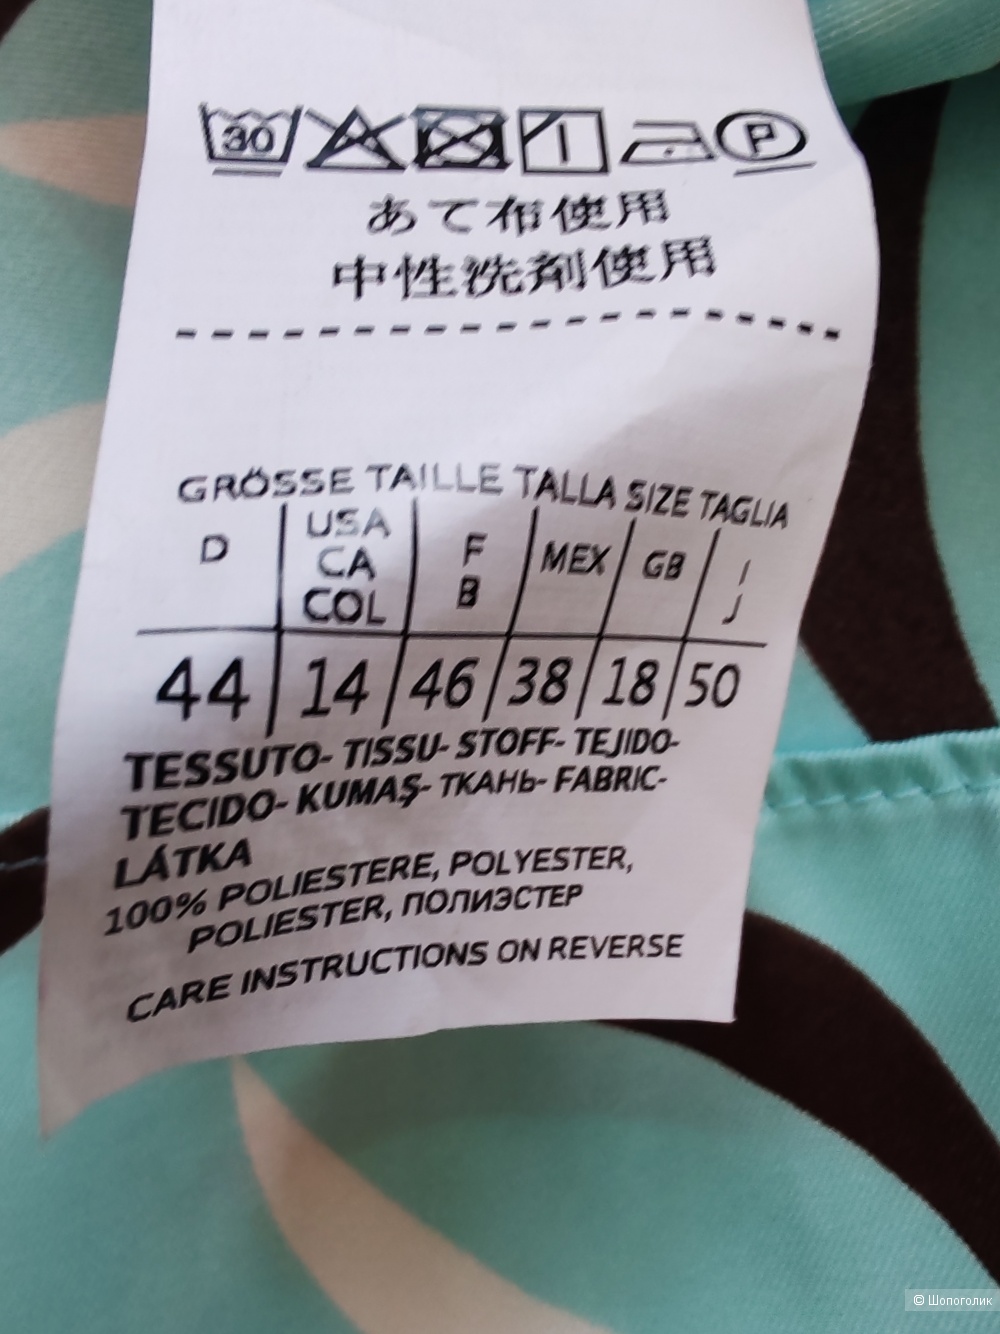 30 P
あて布使用
中性洗剤使用
GRÖSSE TAILLE TALLA SIZE TAGLIA
D USA CA COL F B MEX GB I J
44 14 46 38 18 50
TESSUTO- TISSU- STOFF- TEJIDO-
TECIDO- KUMAŞ- ТКАНЬ- FABRIC-
LÁTKA
100% POLIESTERE, POLYESTER,
POLIESTER, ПОЛИЭСТЕР
CARE INSTRUCTIONS ON REVERSE
© Шопоголик